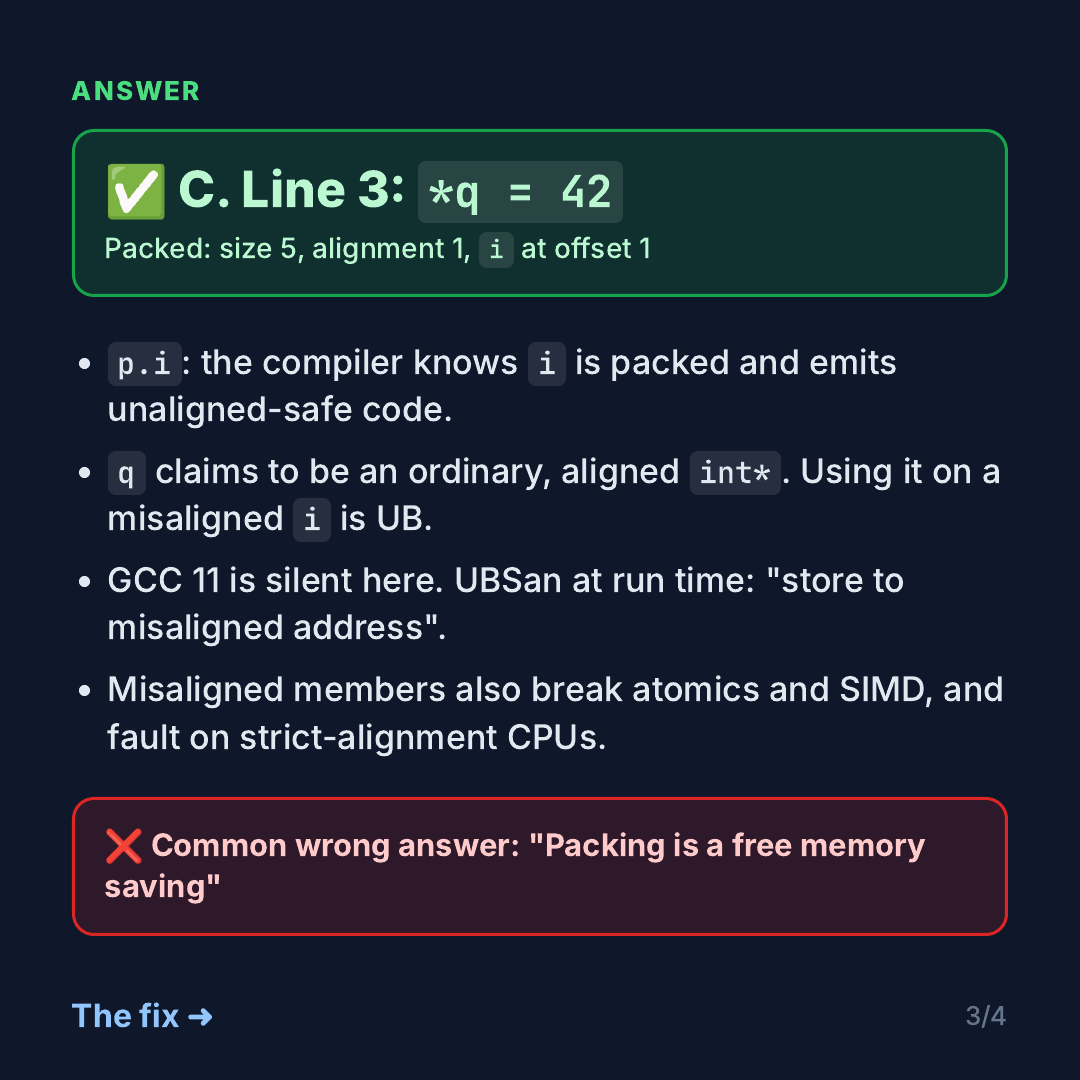 ANSWER
✅ C. Line 3: *q = 42
Packed: size 5, alignment 1, i at offset 1
• p.i: the compiler knows i is packed and emits
unaligned-safe code.
• q claims to be an ordinary, aligned int*. Using it on a
misaligned i is UB.
• GCC 11 is silent here. UBSan at run time: "store to
misaligned address".
• Misaligned members also break atomics and SIMD, and
fault on strict-alignment CPUs.
❌ Common wrong answer: "Packing is a free memory
saving"
The fix ➜
3/4